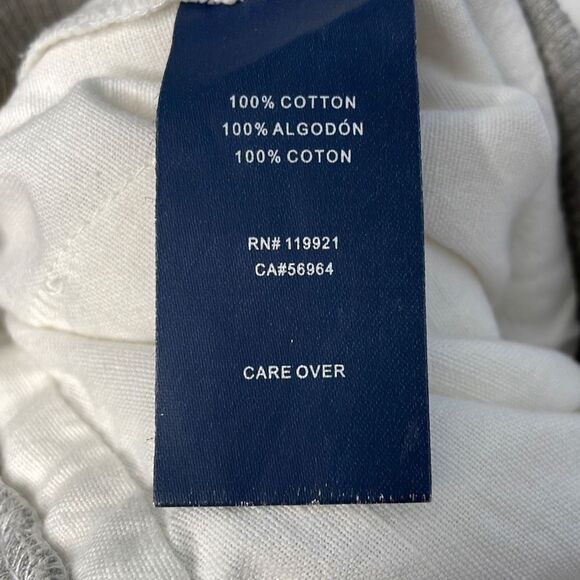 100% COTTON
100% ALGODÓN
100% COTON
RN# 119921
CA#56964
CARE OVER